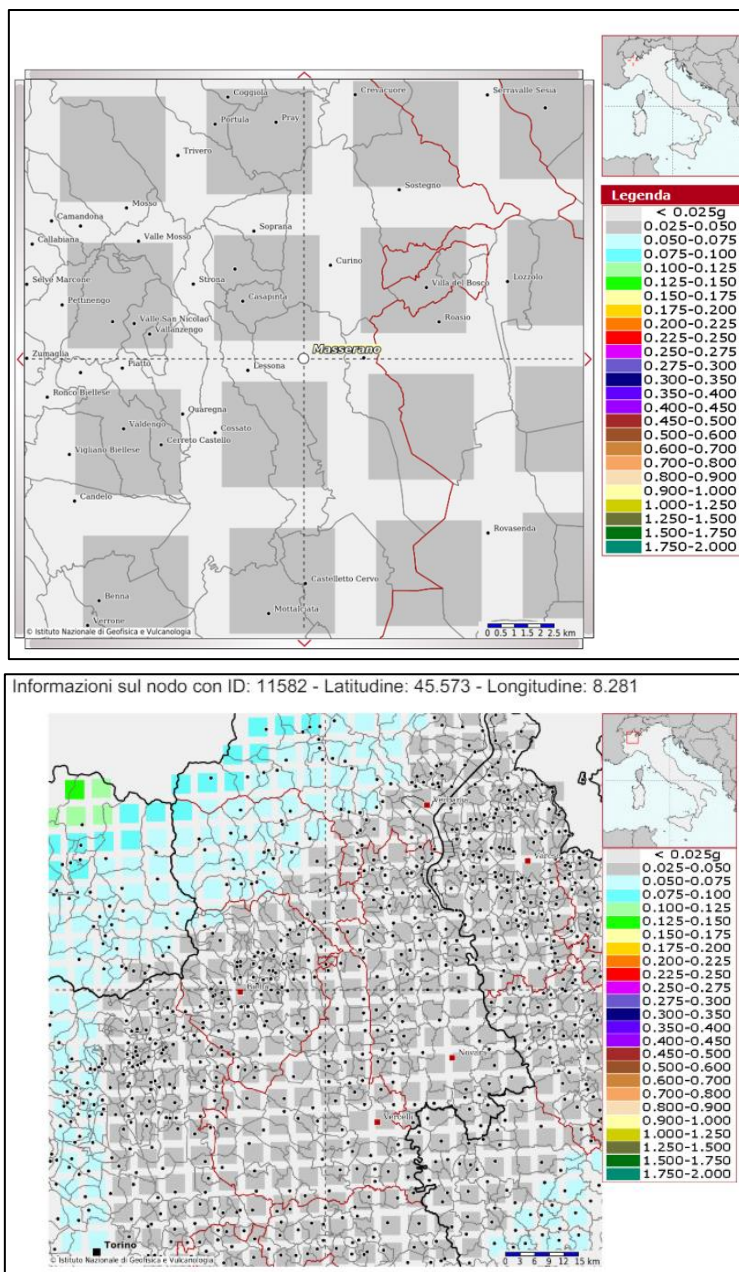 Coggiola
Crevacuore
Serravalle Sesia
Portula
Pray
Trivero
Sostegno
Mosso
Camandona
Callabiana
Valle Mosso
Soprana
Curino
Selve Marcone
Strona
Casapinta
Villa del Bosco
Lozzolo
Pettinengo
Valle San Nicolao
Vallanzengo
Roasio
Masserano
Zumaglia
Piatto
Lessona
Ronco Biellese
Quaregna
Valdengo
Cossato
Cerreto Castello
Vigliano Biellese
Candelo
Rovasenda
Castelletto Cervo
Benna
Mottalciata
Verrone
© Istituto Nazionale di Geofisica e Vulcanologia
0 0.5 1 1.5 2 2.5 km
Legenda
< 0.025g
0.025-0.050
0.050-0.075
0.075-0.100
0.100-0.125
0.125-0.150
0.150-0.175
0.175-0.200
0.200-0.225
0.225-0.250
0.250-0.275
0.275-0.300
0.300-0.350
0.350-0.400
0.400-0.450
0.450-0.500
0.500-0.600
0.600-0.700
0.700-0.800
0.800-0.900
0.900-1.000
1.000-1.250
1.250-1.500
1.500-1.750
1.750-2.000
Informazioni sul nodo con ID: 11582 - Latitudine: 45.573 - Longitudine: 8.281
Novara
Vercelli
Torino
© Istituto Nazionale di Geofisica e Vulcanologia
0 3 6 9 12 15 km
< 0.025g
0.025-0.050
0.050-0.075
0.075-0.100
0.100-0.125
0.125-0.150
0.150-0.175
0.175-0.200
0.200-0.225
0.225-0.250
0.250-0.275
0.275-0.300
0.300-0.350
0.350-0.400
0.400-0.450
0.450-0.500
0.500-0.600
0.600-0.700
0.700-0.800
0.800-0.900
0.900-1.000
1.000-1.250
1.250-1.500
1.500-1.750
1.750-2.000